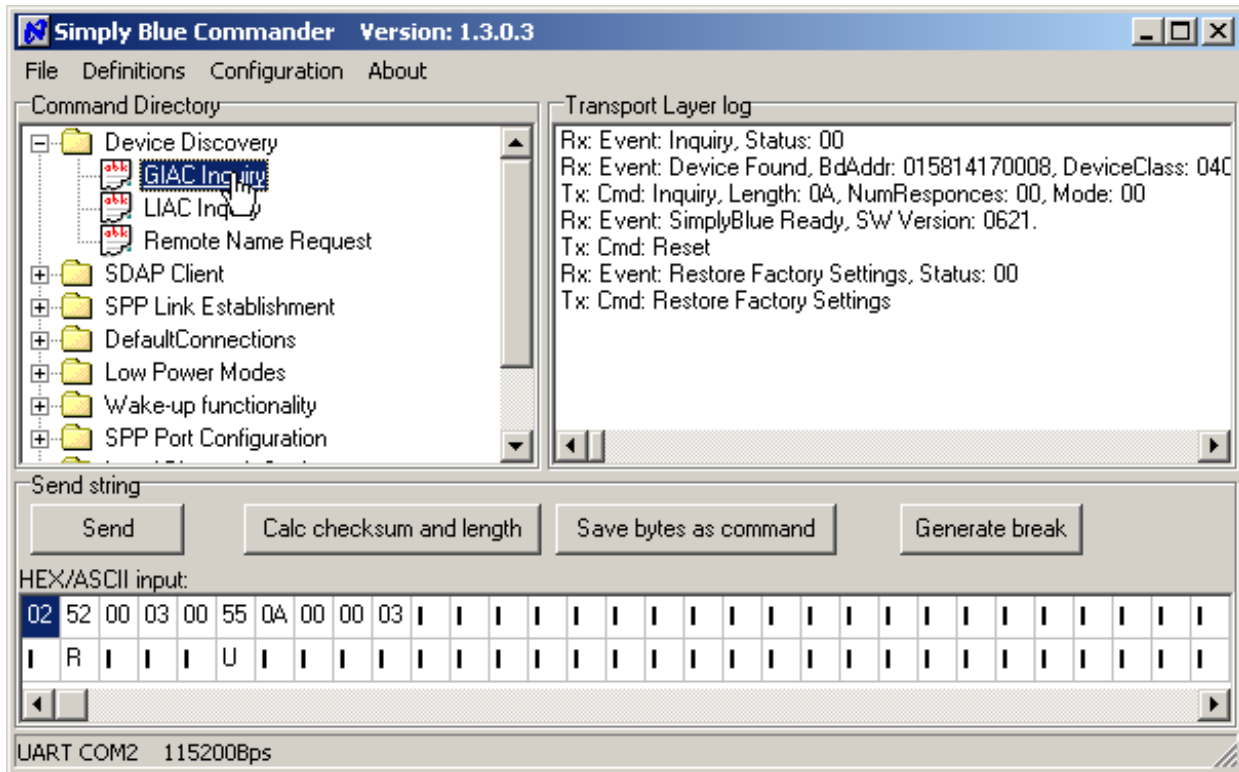 Simply Blue Commander Version: 1.3.0.3
File Definitions Configuration About
Command Directory
Device Discovery
GIAC Inquiry
LIAC Inquiry
Remote Name Request
SDAP Client
SPP Link Establishment
DefaultConnections
Low Power Modes
Wake-up functionality
SPP Port Configuration
Transport Layer log
Rx: Event: Inquiry, Status: 00
Rx: Event: Device Found, BdAddr: 015814170008, DeviceClass: 040
Tx: Cmd: Inquiry, Length: 0A, NumResponces: 00, Mode: 00
Rx: Event: SimplyBlue Ready, SW Version: 0621.
Tx: Cmd: Reset
Rx: Event: Restore Factory Settings, Status: 00
Tx: Cmd: Restore Factory Settings
Send string
Send Calc checksum and length Save bytes as command Generate break
HEX/ASCII input:
02 52 00 03 00 55 0A 00 00 03
R U
UART COM2 115200Bps